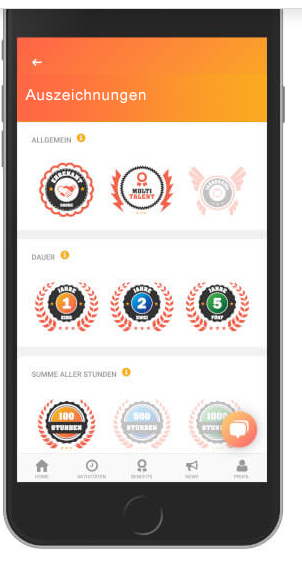 Auszeichnungen
ALLGEMEIN
EHRENAMT
MULTI
TALENT
DAUER
JAHRE
1
EINS
JAHRE
2
ZWEI
JAHRE
5
FÜNF
SUMME ALLER STUNDEN
100
STUNDEN
500
STUNDEN
1000
HOME
AKTIVITÄTEN
BENEFITS
NEWS
PROFIL